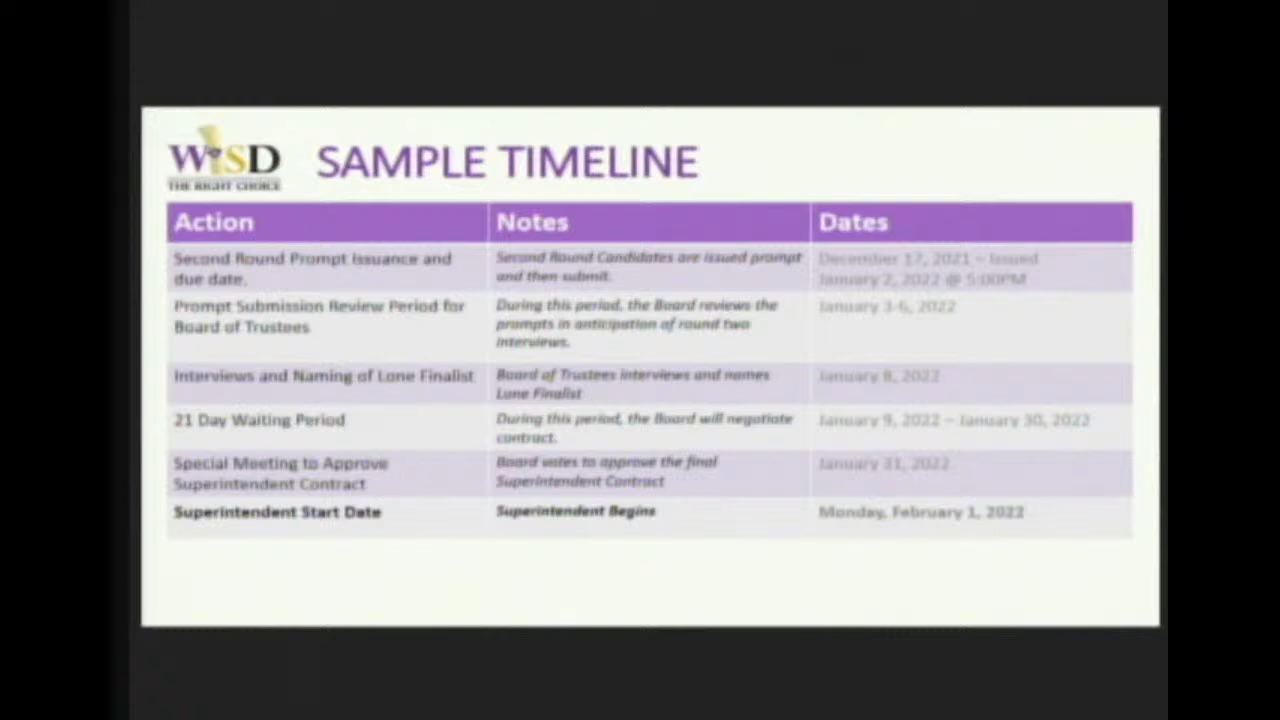 WISD
THE RIGHT CHOICE
SAMPLE TIMELINE
Action
Notes
Dates
Second Round Prompt Issuance and
due date.
Second Round Candidates are issued prompt
and then submit.
December 17, 2021 – Issued
January 2, 2022 @ 5:00PM
Prompt Submission Review Period for
Board of Trustees
During this period, the Board reviews the
prompts in anticipation of round two
interviews.
January 3-6, 2022
Interviews and Naming of Lone Finalist
Board of Trustees interviews and names
Lone Finalist
January 8, 2022
21 Day Waiting Period
During this period, the Board will negotiate
contract.
January 9, 2022 – January 30, 2022
Special Meeting to Approve
Superintendent Contract
Board votes to approve the final
Superintendent Contract
January 31, 2022
Superintendent Start Date
Superintendent Begins
Monday, February 1, 2022